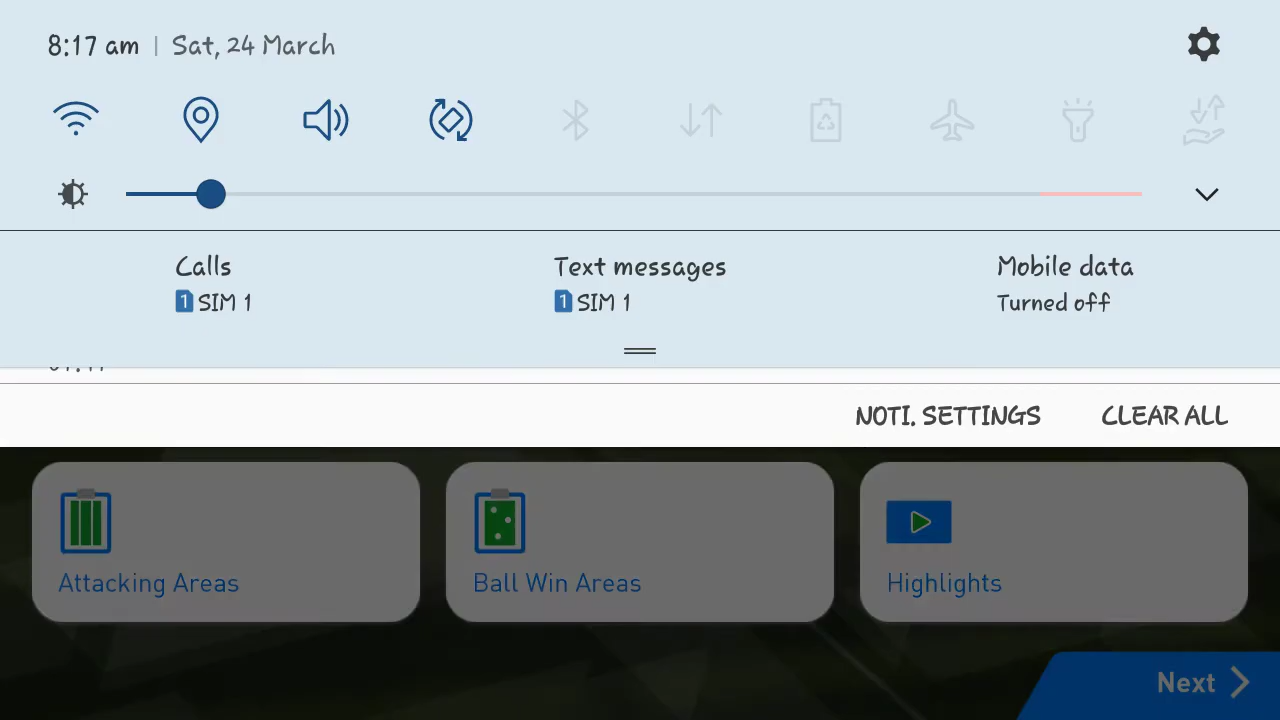 8:17 am | Sat, 24 March
Calls
1 SIM 1
Text messages
1 SIM 1
Mobile data
Turned off
NOTI. SETTINGS
CLEAR ALL
Attacking Areas
Ball Win Areas
Highlights
Next